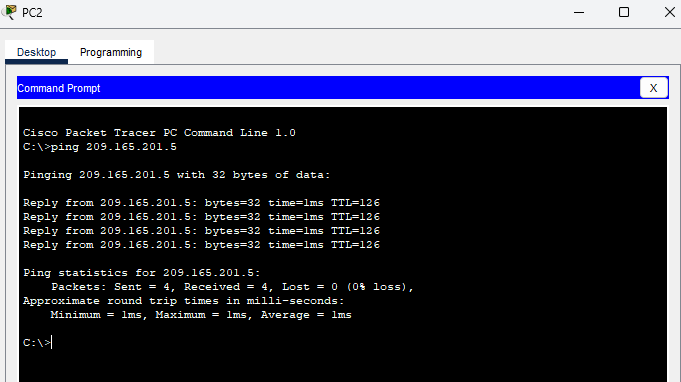 PC2
Desktop Programming
Command Prompt
X
Cisco Packet Tracer PC Command Line 1.0
C:\>ping 209.165.201.5
Pinging 209.165.201.5 with 32 bytes of data:
Reply from 209.165.201.5: bytes=32 time=1ms TTL=126
Reply from 209.165.201.5: bytes=32 time=1ms TTL=126
Reply from 209.165.201.5: bytes=32 time=1ms TTL=126
Reply from 209.165.201.5: bytes=32 time=1ms TTL=126
Ping statistics for 209.165.201.5:
    Packets: Sent = 4, Received = 4, Lost = 0 (0% loss),
Approximate round trip times in milli-seconds:
    Minimum = 1ms, Maximum = 1ms, Average = 1ms
C:\>